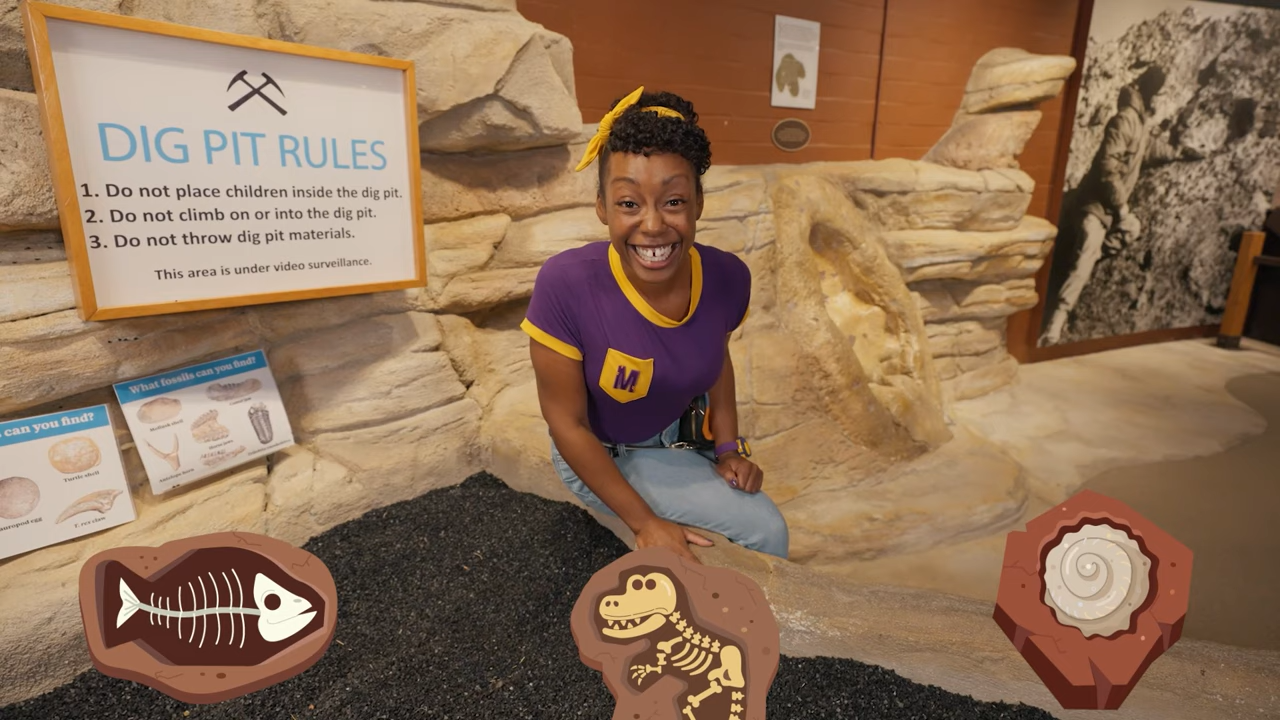 DIG PIT RULES
1. Do not place children inside the dig pit.
2. Do not climb on or into the dig pit.
3. Do not throw dig pit materials.
This area is under video surveillance.
What fossils can you find?
s can you find?
Turtle shell
T. rex claw
M